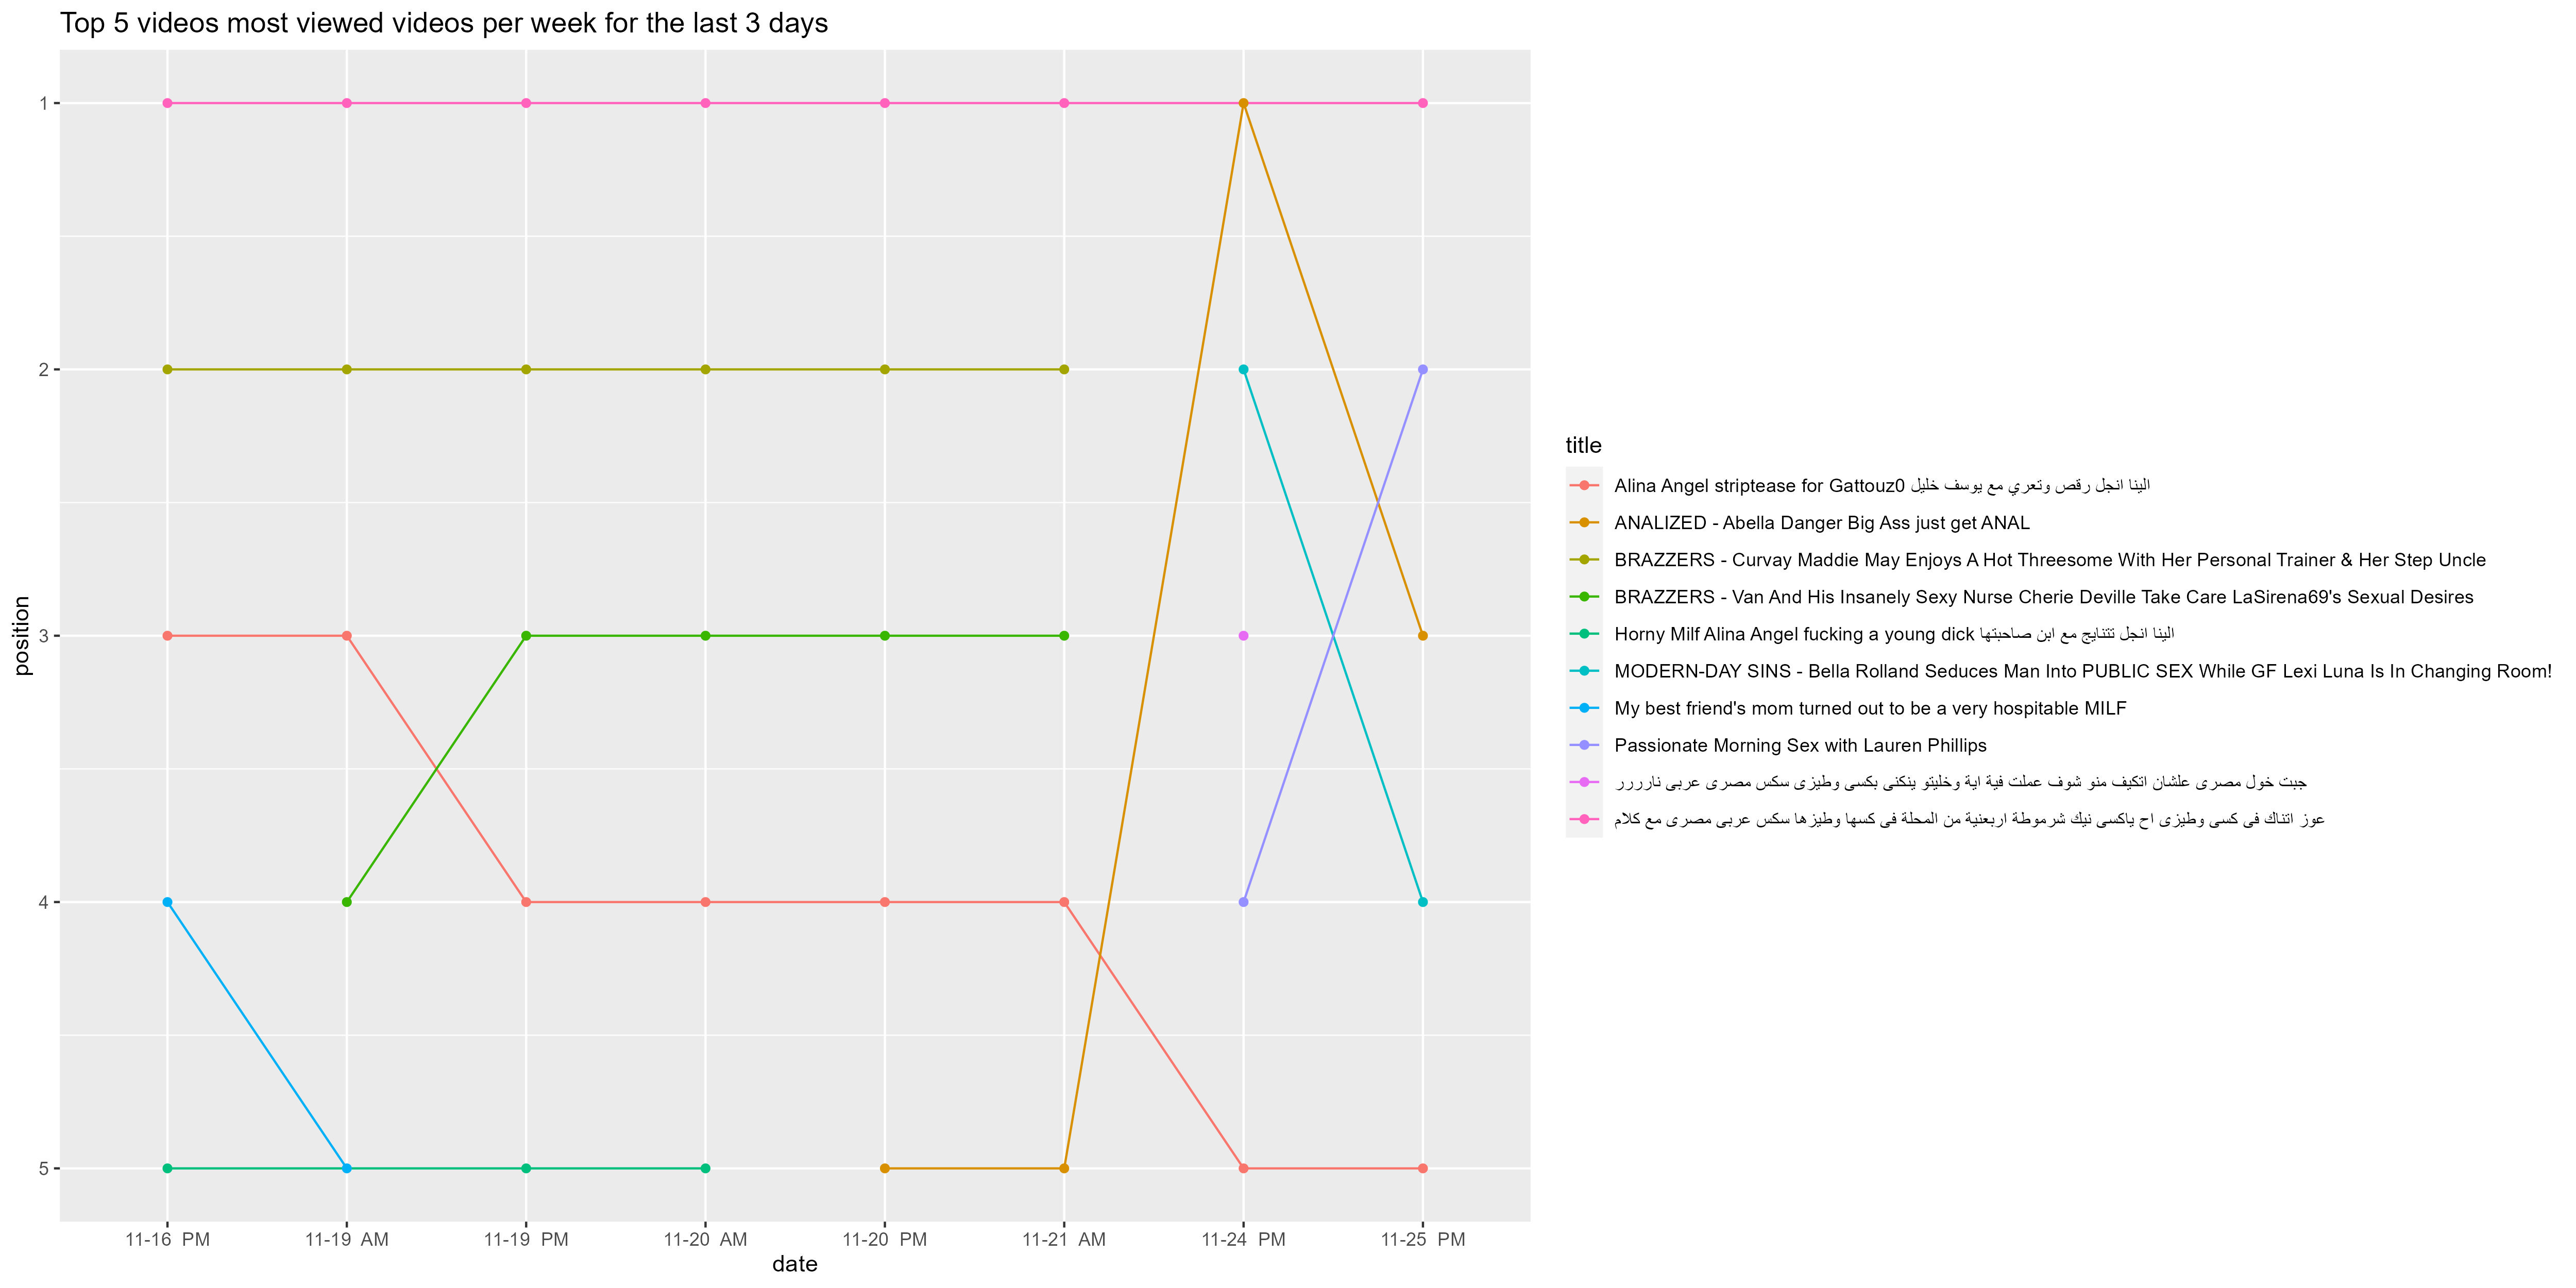 Top 5 videos most viewed videos per week for the last 3 days
1
2
3
4
5
position
11-16 PM
11-19 AM
11-19 PM
11-20 AM
11-20 PM
11-21 AM
11-24 PM
11-25 PM
date
title
Alina Angel striptease for Gattouz0 الينا انجل رقص وتعري مع يوسف خليل
ANALIZED - Abella Danger Big Ass just get ANAL
BRAZZERS - Curvay Maddie May Enjoys A Hot Threesome With Her Personal Trainer & Her Step Uncle
BRAZZERS - Van And His Insanely Sexy Nurse Cherie Deville Take Care LaSirena69's Sexual Desires
Horny Milf Alina Angel fucking a young dick الينا انجل تتنايج مع ابن صاحبتها
MODERN-DAY SINS - Bella Rolland Seduces Man Into PUBLIC SEX While GF Lexi Luna Is In Changing Room!
My best friend's mom turned out to be a very hospitable MILF
Passionate Morning Sex with Lauren Phillips
جبت خول مصرى علشان اتكيف منو شوف عملت فية اية وخليتو ينكنى بكسى وطيزى سكس مصرى عربى نارررر
عوز اتناك فى كسى وطيزى اح ياكسى نيك شرموطة اربعنية من المحلة فى كسها وطيزها سكس عربى مصرى مع كلام